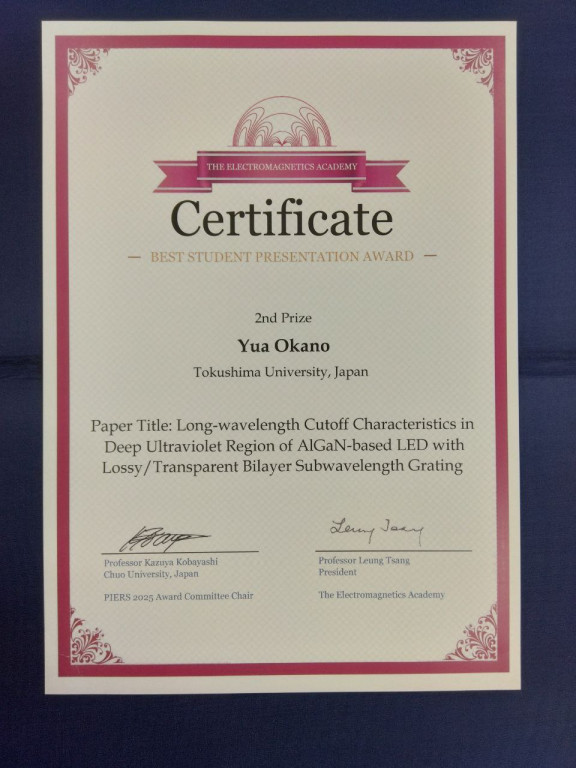 THE ELECTROMAGNETICS ACADEMY
Certificate
— BEST STUDENT PRESENTATION AWARD —
2nd Prize
Yua Okano
Tokushima University, Japan
Paper Title: Long-wavelength Cutoff Characteristics in
Deep Ultraviolet Region of AlGaN-based LED with
Lossy/Transparent Bilayer Subwavelength Grating
Leung Tsang
Professor Kazuya Kobayashi
Chuo University, Japan
PIERS 2025 Award Committee Chair
Professor Leung Tsang
President
The Electromagnetics Academy